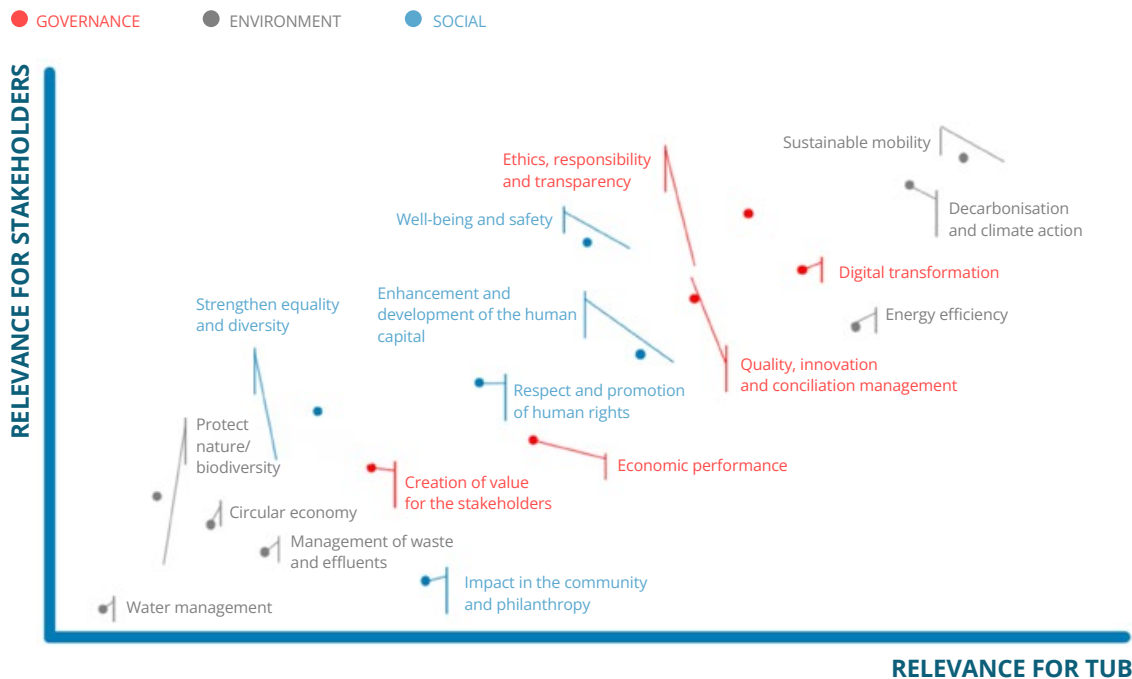 GOVERNANCE
ENVIRONMENT
SOCIAL
RELEVANCE FOR STAKEHOLDERS
Sustainable mobility
Ethics, responsibility
and transparency
Decarbonisation
and climate action
Well-being and safety
Digital transformation
Strengthen equality
and diversity
Enhancement and
development of the human
capital
Energy efficiency
Quality, innovation
and conciliation management
Respect and promotion
of human rights
Protect
nature/
biodiversity
Economic performance
Creation of value
for the stakeholders
Circular economy
Management of waste
and effluents
Impact in the community
and philanthropy
Water management
RELEVANCE FOR TUB